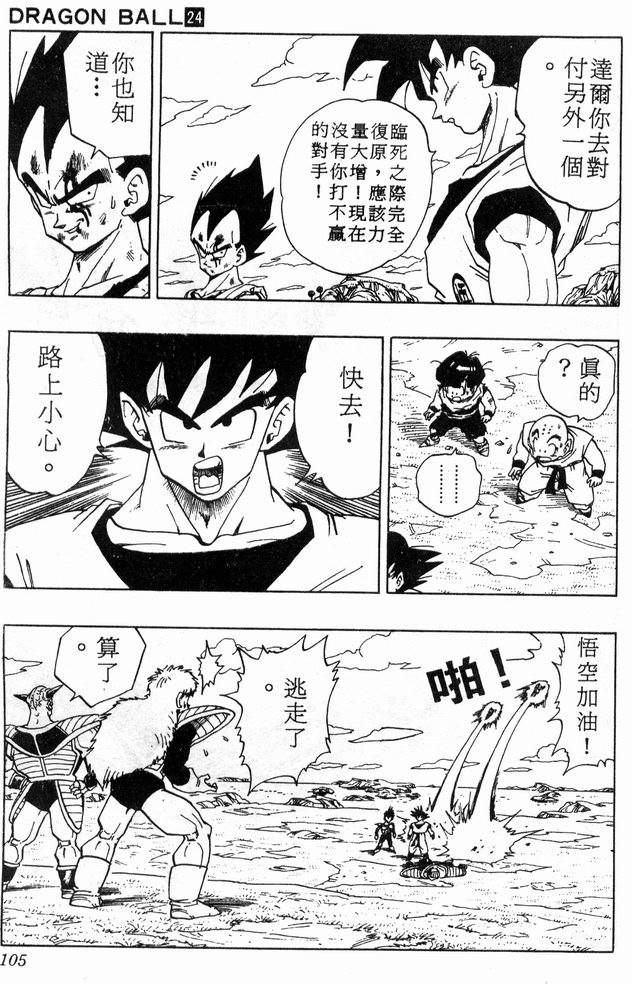 DRAGON BALL 24
達爾你去對
付另外一個
。
臨死之際完全
復原，應該力
量大增！現在
沒有你打不贏
的對手！
你也知
道…
眞的
？
……
快去！
路上小心。
悟空加油！
啪！
逃走了
。
算了
。
105